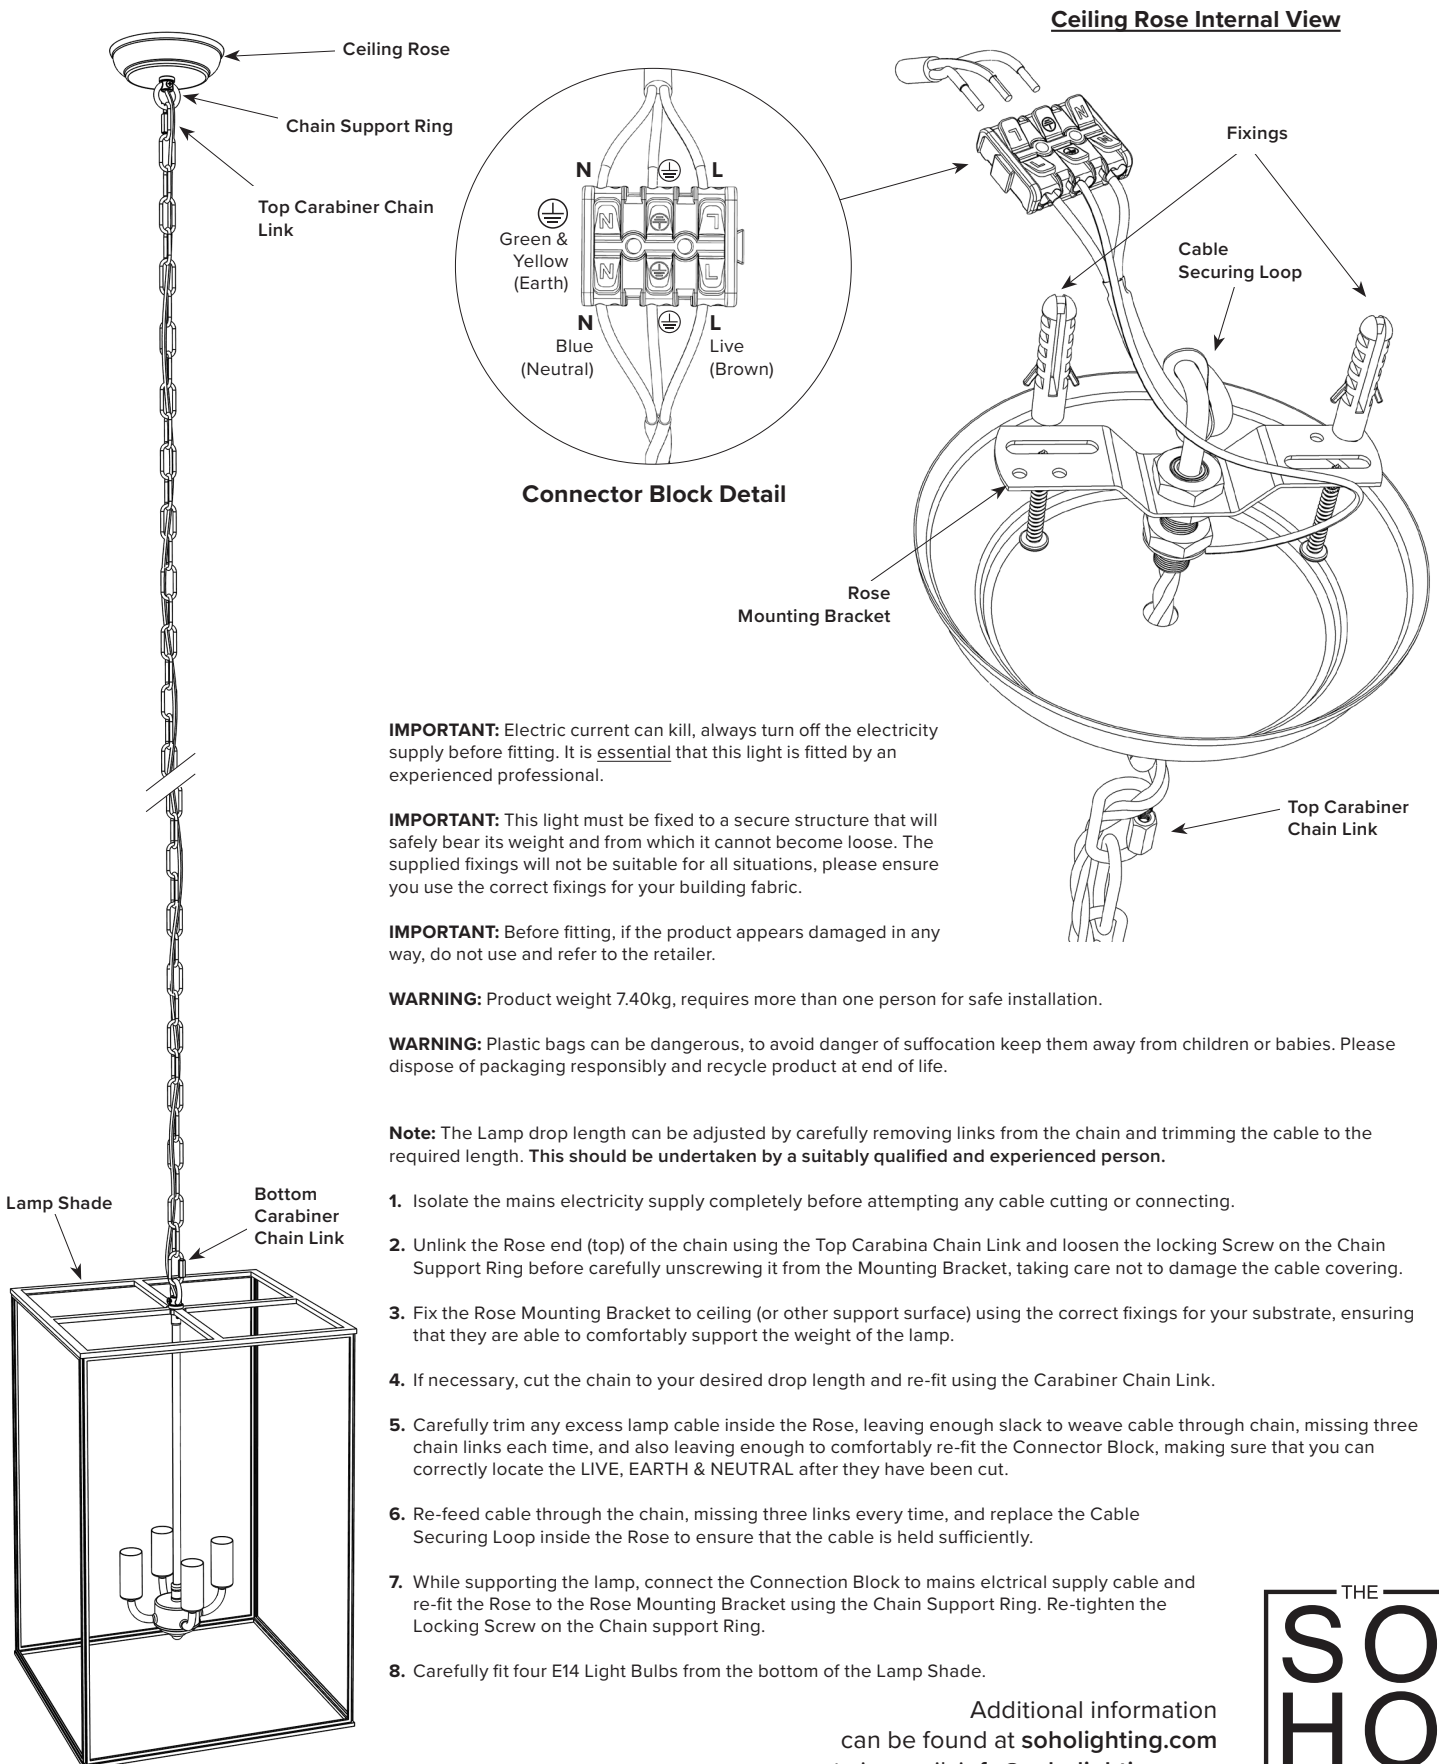 Ceiling Rose Internal View
Ceiling Rose
Chain Support Ring
Top Carabiner Chain
Link
N
L
N
L
N
L
Green &
Yellow
(Earth)
N
L
Blue
(Neutral)
Live
(Brown)
Connector Block Detail
L
N
L
N
Fixings
Cable
Securing Loop
Rose
Mounting Bracket
Top Carabiner
Chain Link
IMPORTANT: Electric current can kill, always turn off the electricity
supply before fitting. It is essential that this light is fitted by an
experienced professional.
IMPORTANT: This light must be fixed to a secure structure that will
safely bear its weight and from which it cannot become loose. The
supplied fixings will not be suitable for all situations, please ensure
you use the correct fixings for your building fabric.
IMPORTANT: Before fitting, if the product appears damaged in any
way, do not use and refer to the retailer.
WARNING: Product weight 7.40kg, requires more than one person for safe installation.
WARNING: Plastic bags can be dangerous, to avoid danger of suffocation keep them away from children or babies. Please
dispose of packaging responsibly and recycle product at end of life.
Note: The Lamp drop length can be adjusted by carefully removing links from the chain and trimming the cable to the
required length. This should be undertaken by a suitably qualified and experienced person.
Lamp Shade
Bottom
Carabiner
Chain Link
1. Isolate the mains electricity supply completely before attempting any cable cutting or connecting.
2. Unlink the Rose end (top) of the chain using the Top Carabina Chain Link and loosen the locking Screw on the Chain
Support Ring before carefully unscrewing it from the Mounting Bracket, taking care not to damage the cable covering.
3. Fix the Rose Mounting Bracket to ceiling (or other support surface) using the correct fixings for your substrate, ensuring
that they are able to comfortably support the weight of the lamp.
4. If necessary, cut the chain to your desired drop length and re-fit using the Carabiner Chain Link.
5. Carefully trim any excess lamp cable inside the Rose, leaving enough slack to weave cable through chain, missing three
chain links each time, and also leaving enough to comfortably re-fit the Connector Block, making sure that you can
correctly locate the LIVE, EARTH & NEUTRAL after they have been cut.
6. Re-feed cable through the chain, missing three links every time, and replace the Cable
Securing Loop inside the Rose to ensure that the cable is held sufficiently.
7. While supporting the lamp, connect the Connection Block to mains elctrical supply cable and
re-fit the Rose to the Rose Mounting Bracket using the Chain Support Ring. Re-tighten the
Locking Screw on the Chain support Ring.
8. Carefully fit four E14 Light Bulbs from the bottom of the Lamp Shade.
Additional information
can be found at soholighting.com
THE
SO
HO